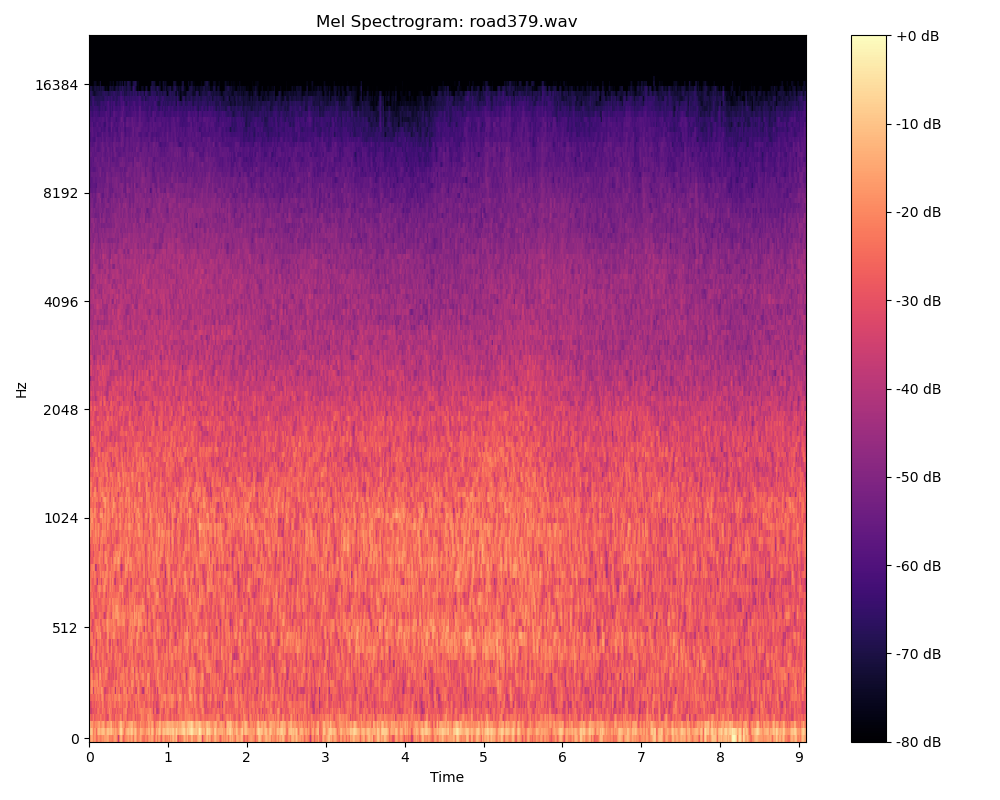 Mel Spectrogram: road379.wav
+0 dB
16384
-10 dB
8192
-20 dB
4096
-30 dB
Hz
-40 dB
2048
-50 dB
1024
-60 dB
512
-70 dB
0
-80 dB
0 1 2 3 4 5 6 7 8 9
Time